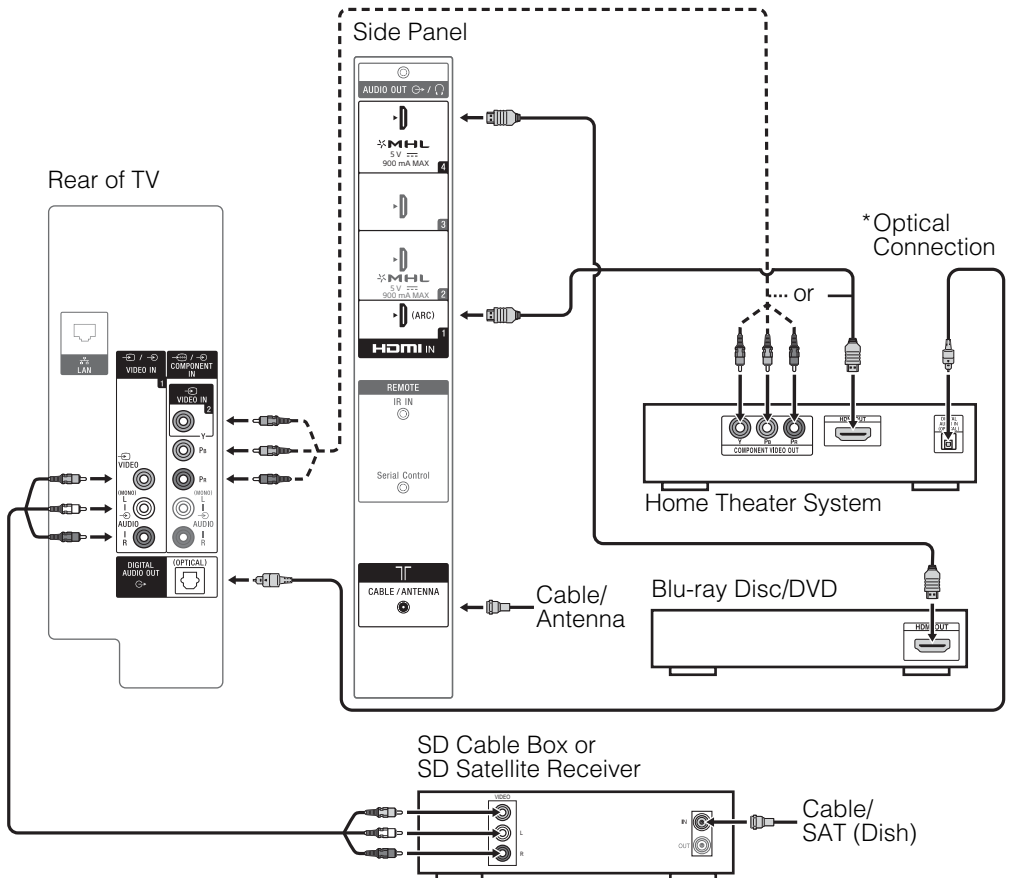 Side Panel
AUDIO OUT /
MHL
5 V
900 mA MAX
4
3
MHL
5 V
900 mA MAX
2
(ARC)
1
HDMI IN
REMOTE
IR IN
Serial Control
CABLE / ANTENNA
Cable/
Antenna
Rear of TV
LAN
/
VIDEO IN
1
/
COMPONENT
IN
VIDEO IN
2
Y
PB
PR
VIDEO
(MONO)
L
AUDIO
R
(MONO)
L
AUDIO
R
DIGITAL
AUDIO OUT
(OPTICAL)
*Optical
Connection
or
Y
PB
PR
COMPONENT VIDEO OUT
HDMI OUT
DIGITAL
AUDIO IN
(OPTICAL)
Home Theater System
Blu-ray Disc/DVD
HDMI OUT
SD Cable Box or
SD Satellite Receiver
VIDEO
L
R
IN
OUT
Cable/
SAT (Dish)